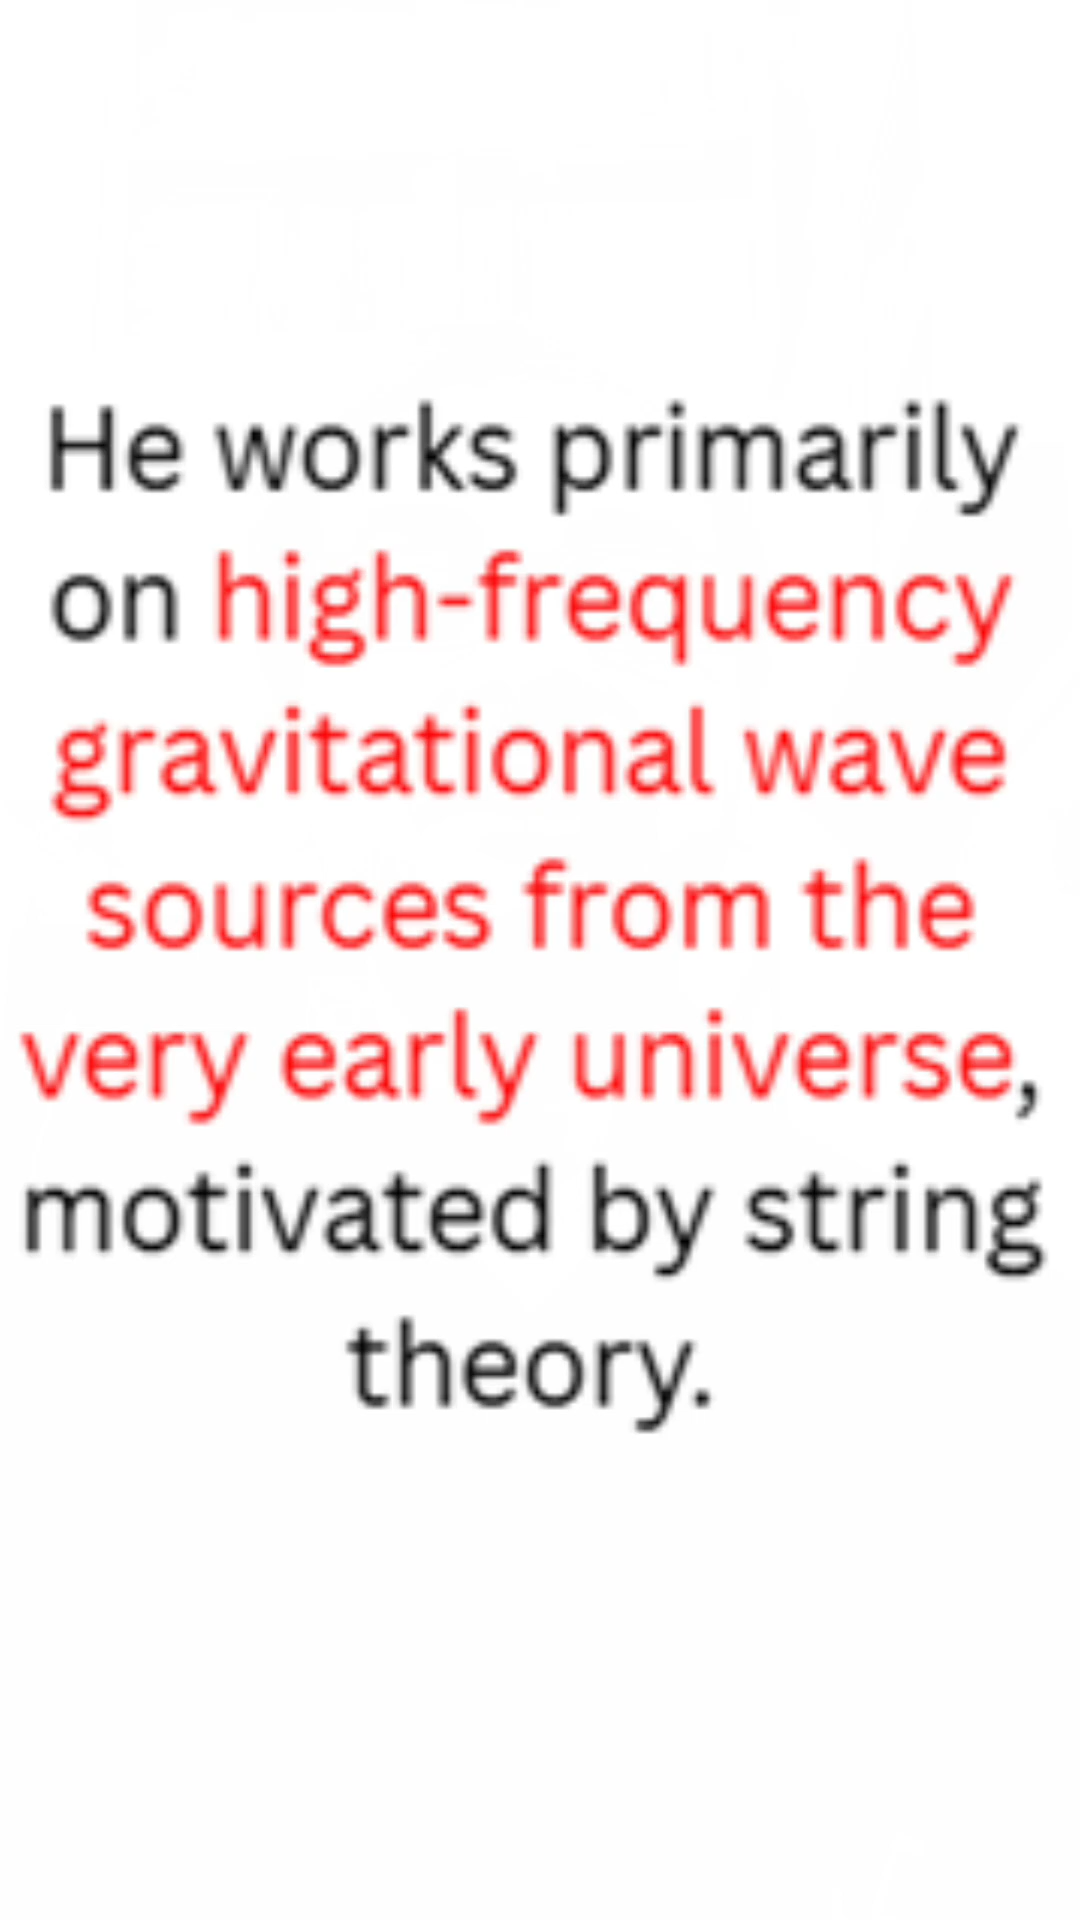 He works primarily
on high-frequency
gravitational wave
sources from the
very early universe,
motivated by string
theory.